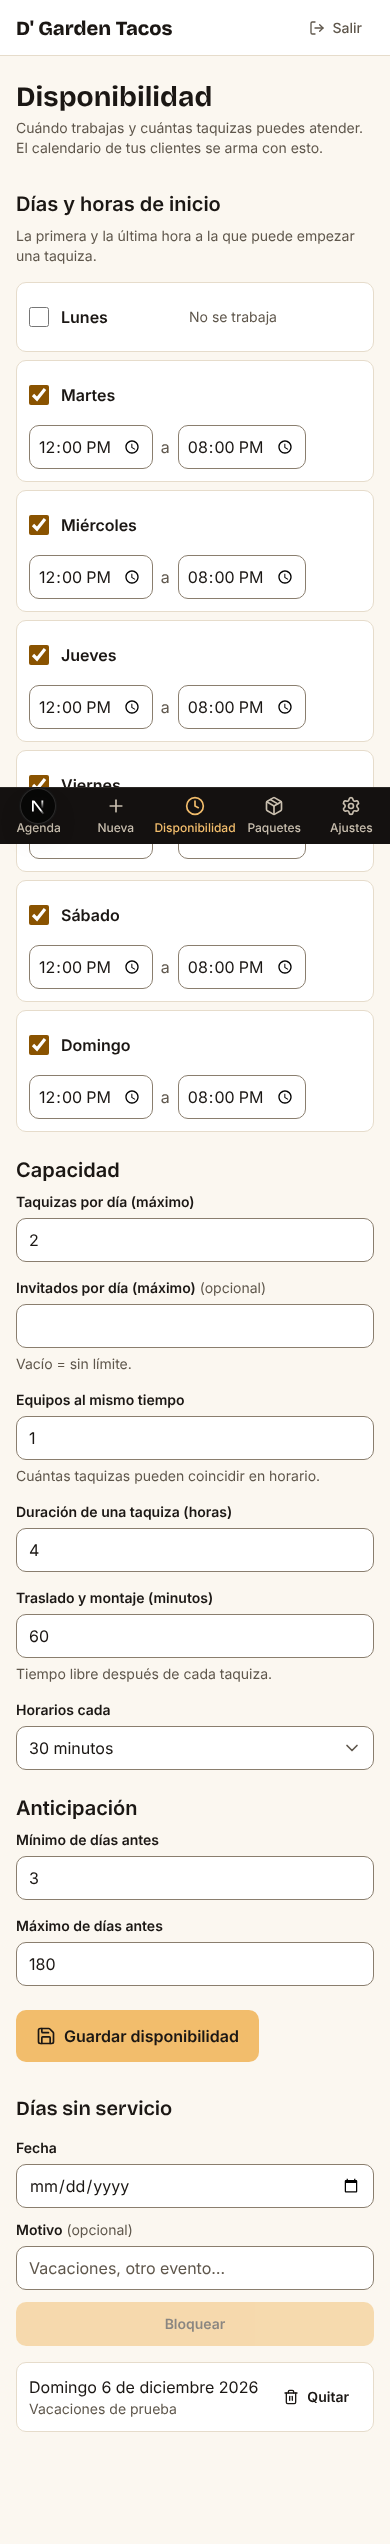 D' Garden Tacos
Salir
Disponibilidad
Cuándo trabajas y cuántas taquizas puedes atender.
El calendario de tus clientes se arma con esto.
Días y horas de inicio
La primera y la última hora a la que puede empezar
una taquiza.
Lunes
No se trabaja
Martes
12:00 PM a 08:00 PM
Miércoles
12:00 PM a 08:00 PM
Jueves
12:00 PM a 08:00 PM
Viernes
N
Agenda
Nueva
Disponibilidad
Paquetes
Ajustes
Sábado
12:00 PM a 08:00 PM
Domingo
12:00 PM a 08:00 PM
Capacidad
Taquizas por día (máximo)
2
Invitados por día (máximo) (opcional)
Vacío = sin límite.
Equipos al mismo tiempo
1
Cuántas taquizas pueden coincidir en horario.
Duración de una taquiza (horas)
4
Traslado y montaje (minutos)
60
Tiempo libre después de cada taquiza.
Horarios cada
30 minutos
Anticipación
Mínimo de días antes
3
Máximo de días antes
180
Guardar disponibilidad
Días sin servicio
Fecha
mm/dd/yyyy
Motivo (opcional)
Vacaciones, otro evento...
Bloquear
Domingo 6 de diciembre 2026
Vacaciones de prueba
Quitar